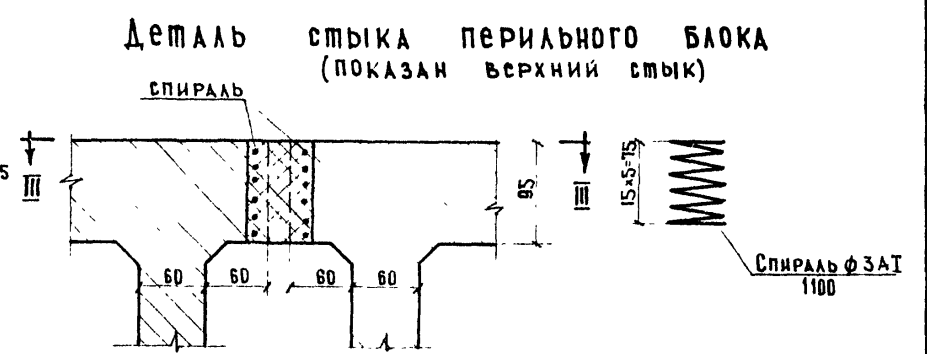 Деталь стыка перильного блока
(показан верхний стык)
спираль
5
III
95
III
15×5=75
60 60 60 60
Спираль ф 3АI
1100